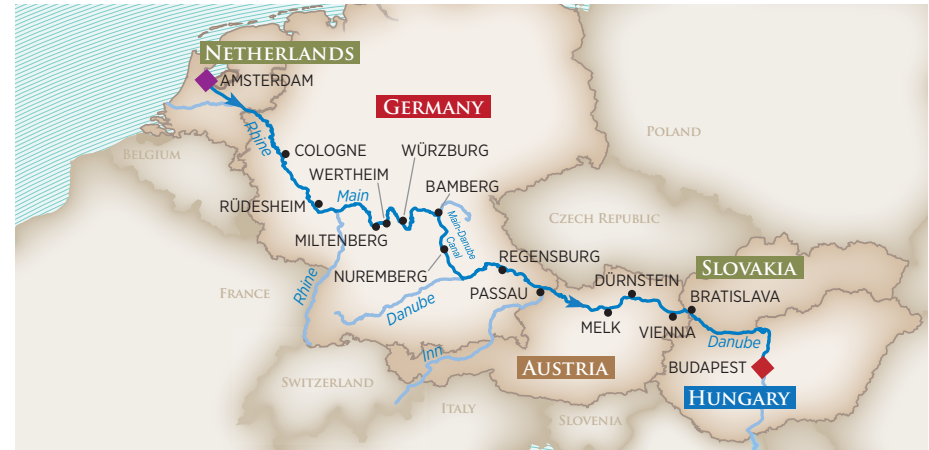 NETHERLANDS
AMSTERDAM
GERMANY
POLAND
BELGIUM
Rhine
COLOGNE
WÜRZBURG
WERTHEIM
BAMBERG
Main
RÜDESHEIM
CZECH REPUBLIC
Main-Danube
Canal
MILTENBERG
REGENSBURG
SLOVAKIA
NUREMBERG
DÜRNSTEIN
FRANCE
Rhine
PASSAU
BRATISLAVA
Danube
MELK
VIENNA
Danube
Inn
AUSTRIA
BUDAPEST
SWITZERLAND
HUNGARY
ITALY
SLOVENIA